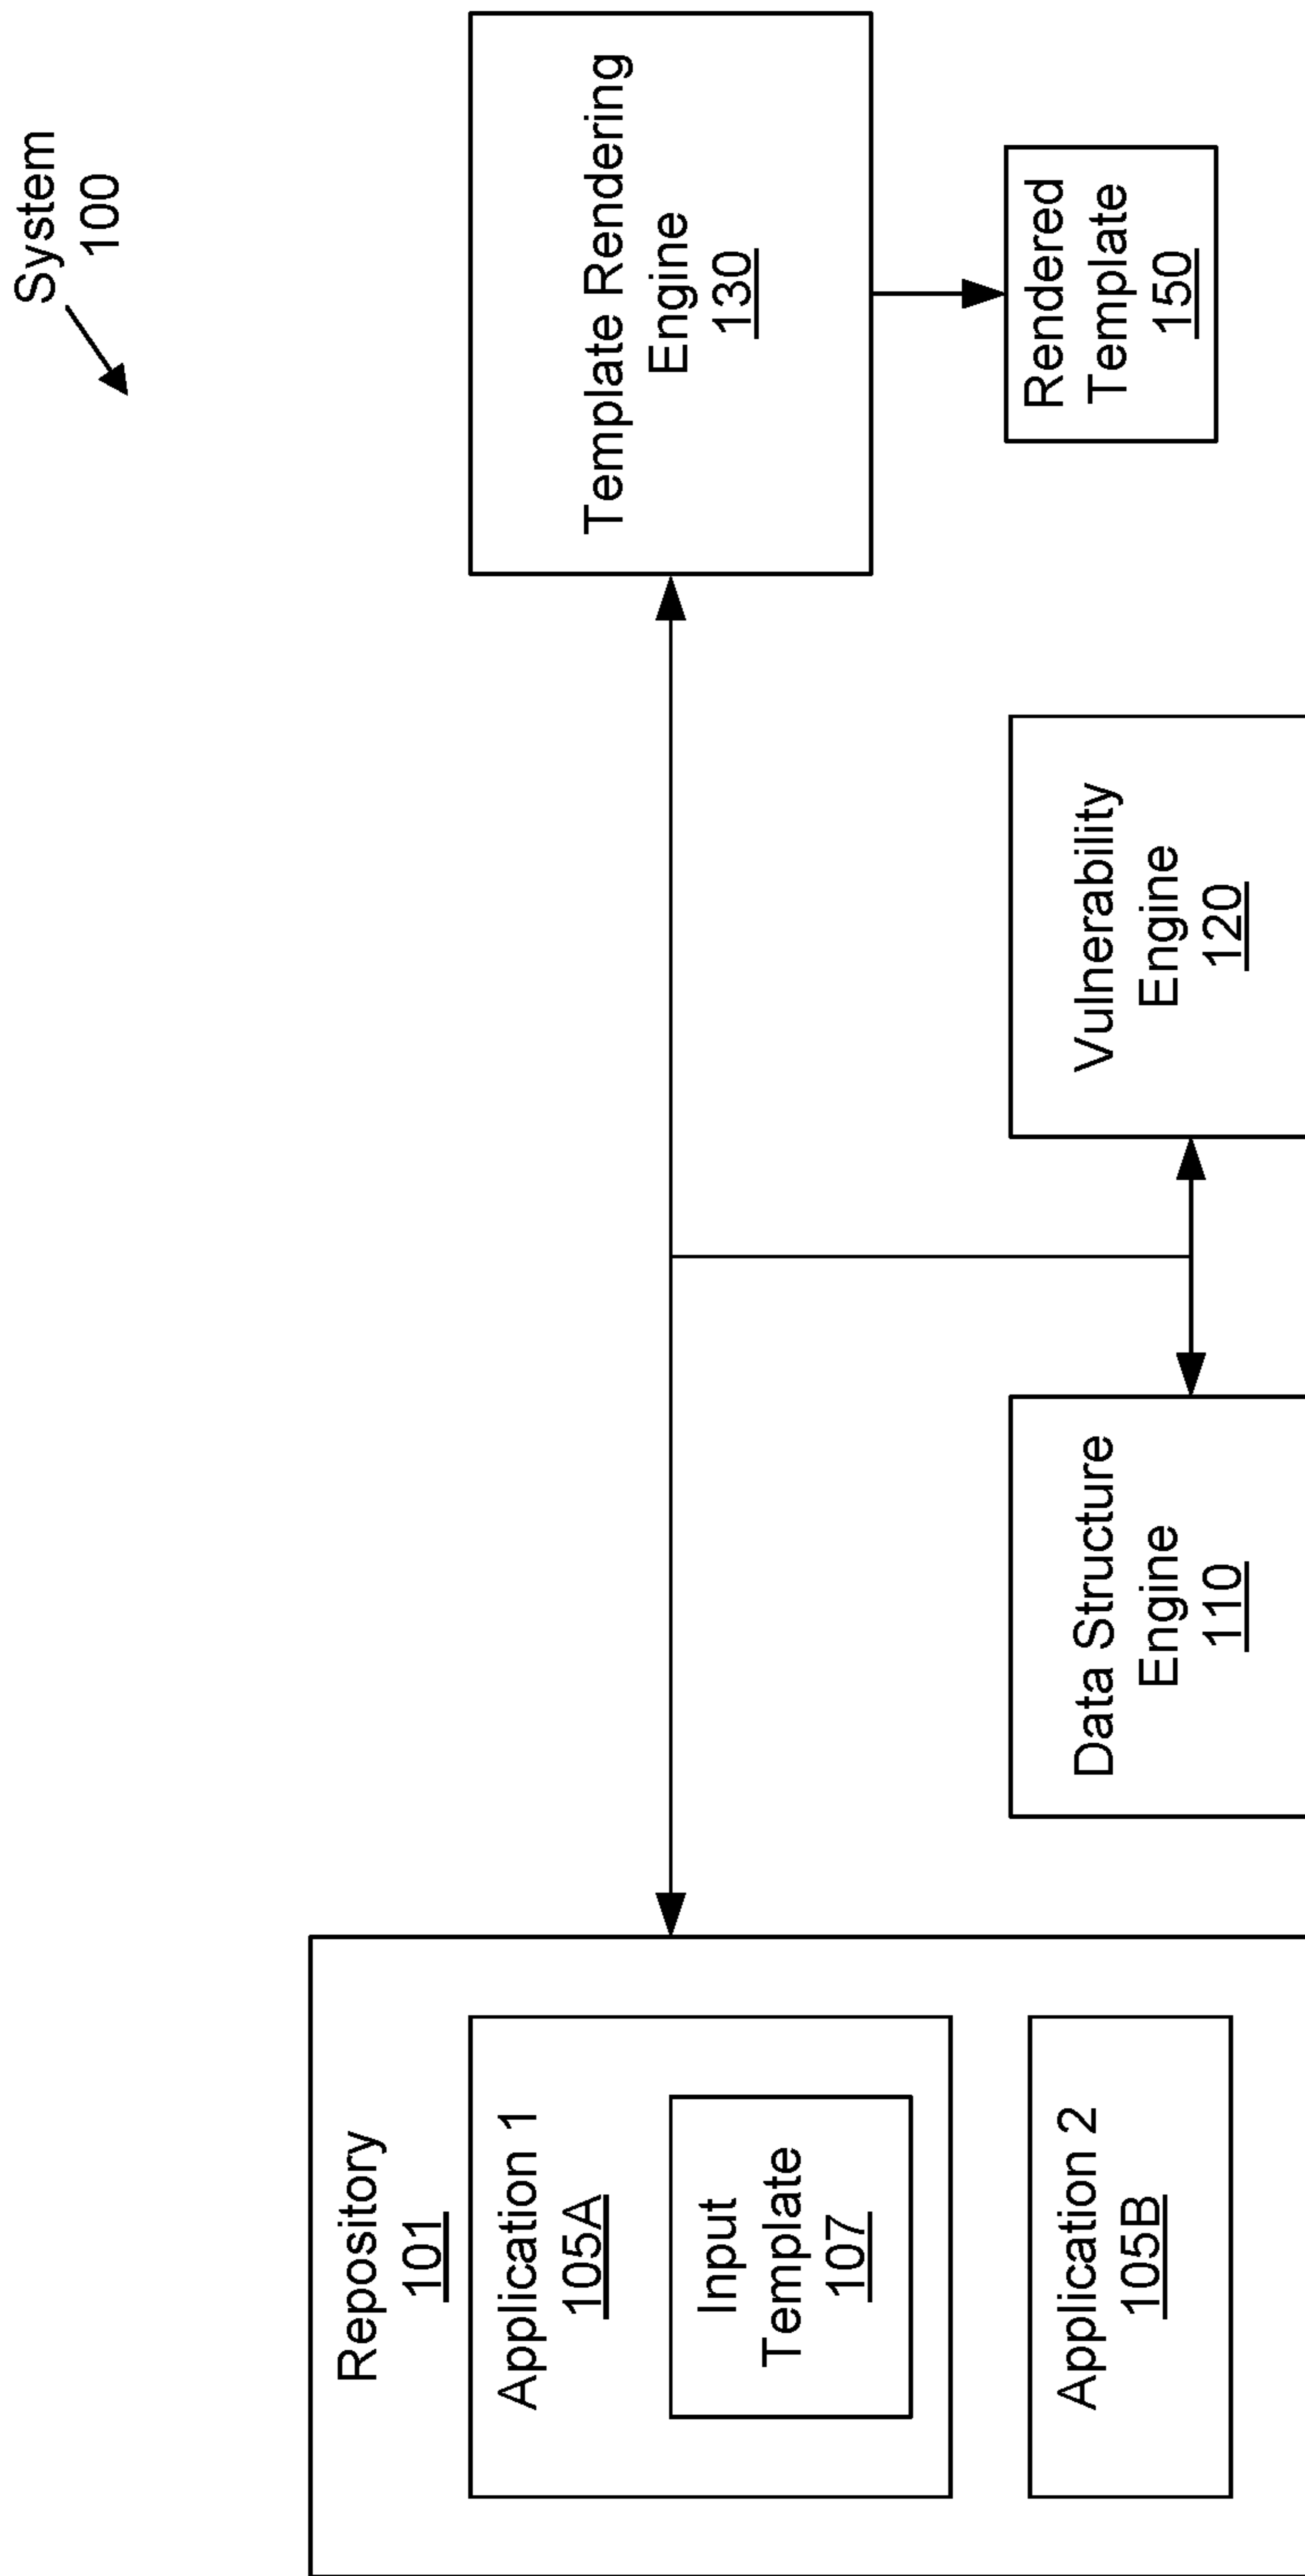 System
100
Repository
101
Application 1
105A
Input
Template
107
Application 2
105B
Template Rendering
Engine
130
Rendered
Template
150
Data Structure
Engine
110
Vulnerability
Engine
120